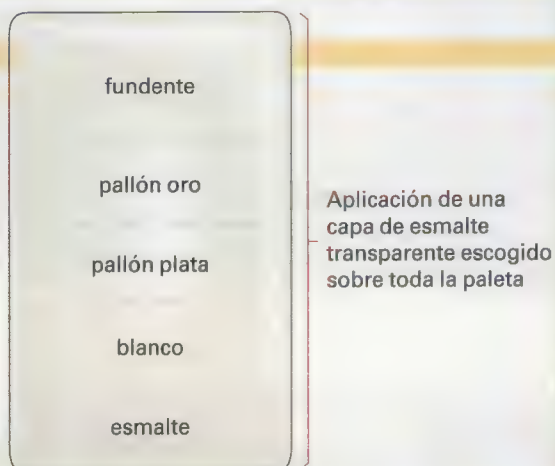 fundente
pallón oro
pallón plata
blanco
esmalte
Aplicación de una
capa de esmalte
transparente escogido
sobre toda la paleta